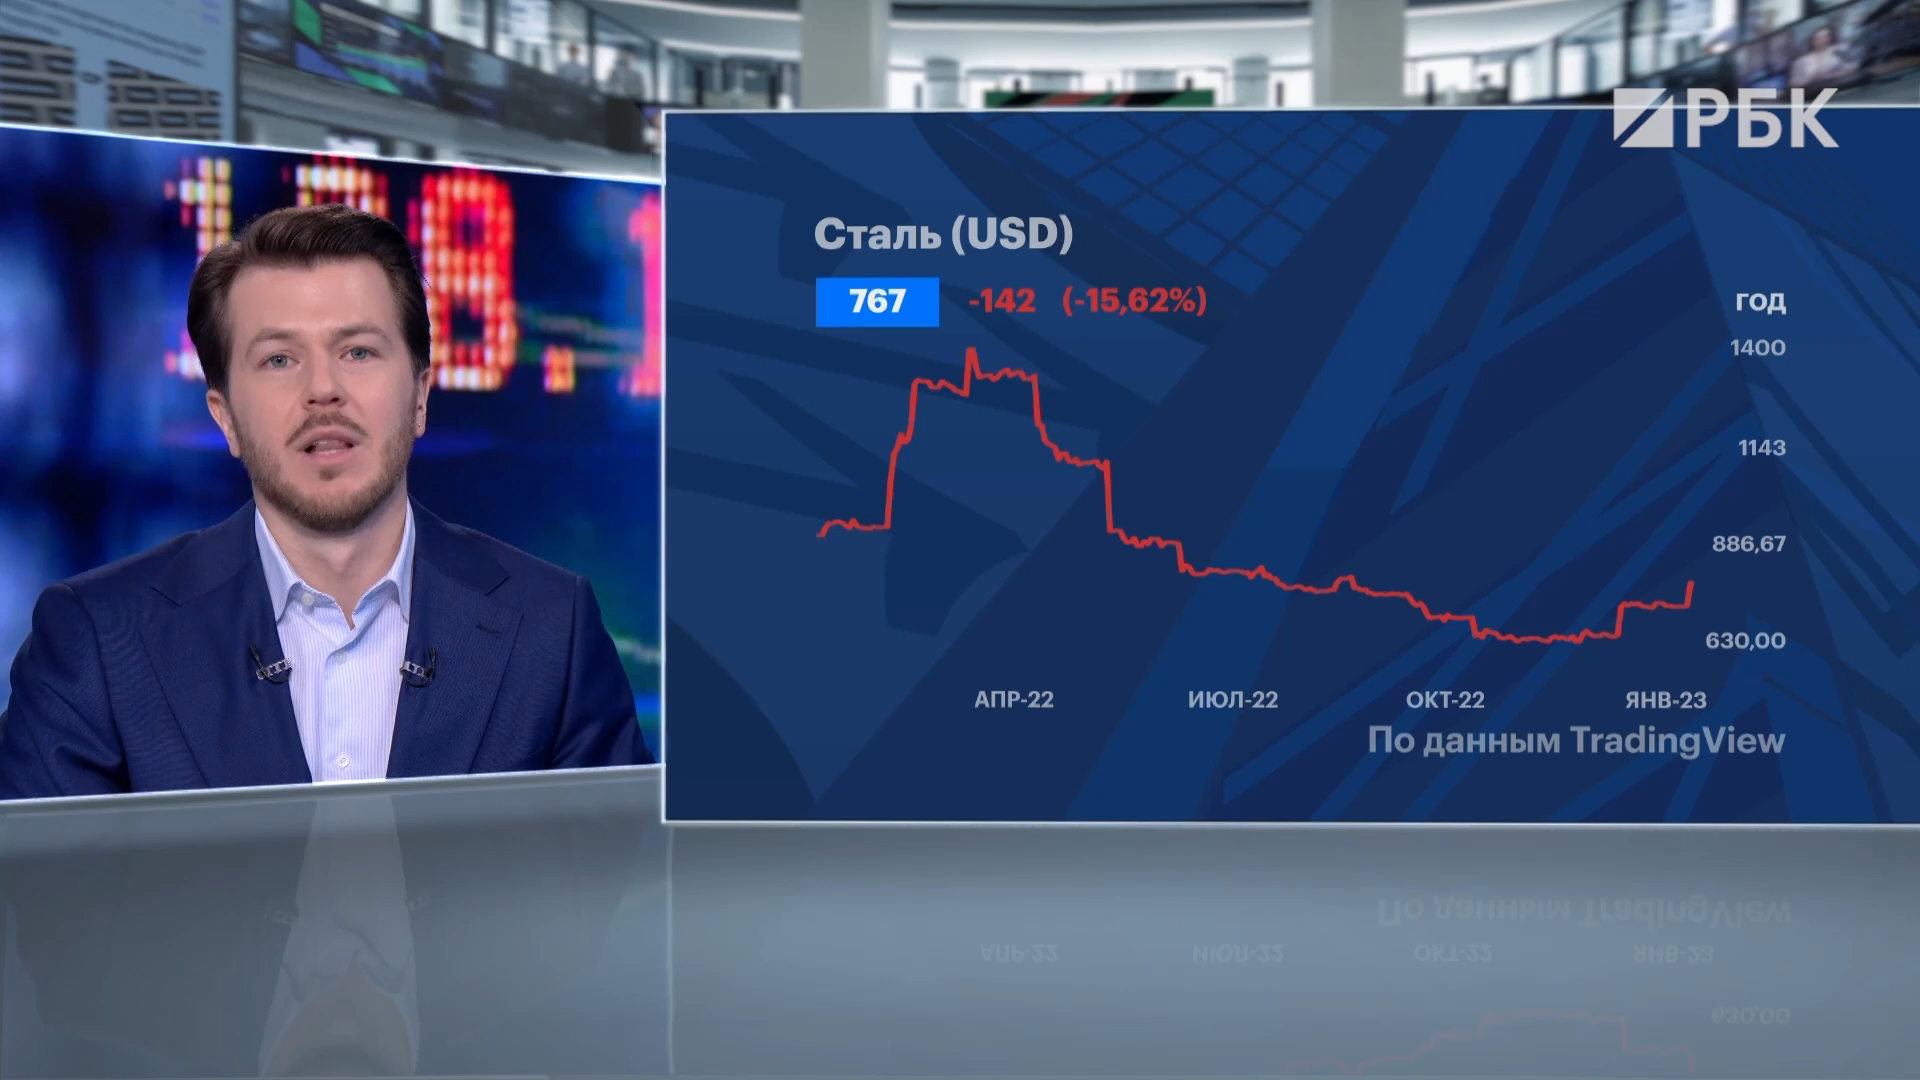 РБК
Сталь (USD)
767 -142 (-15,62%)
ГОД
1400
1143
886,67
630,00
АПР-22 ИЮЛ-22 ОКТ-22 ЯНВ-23
По данным TradingView